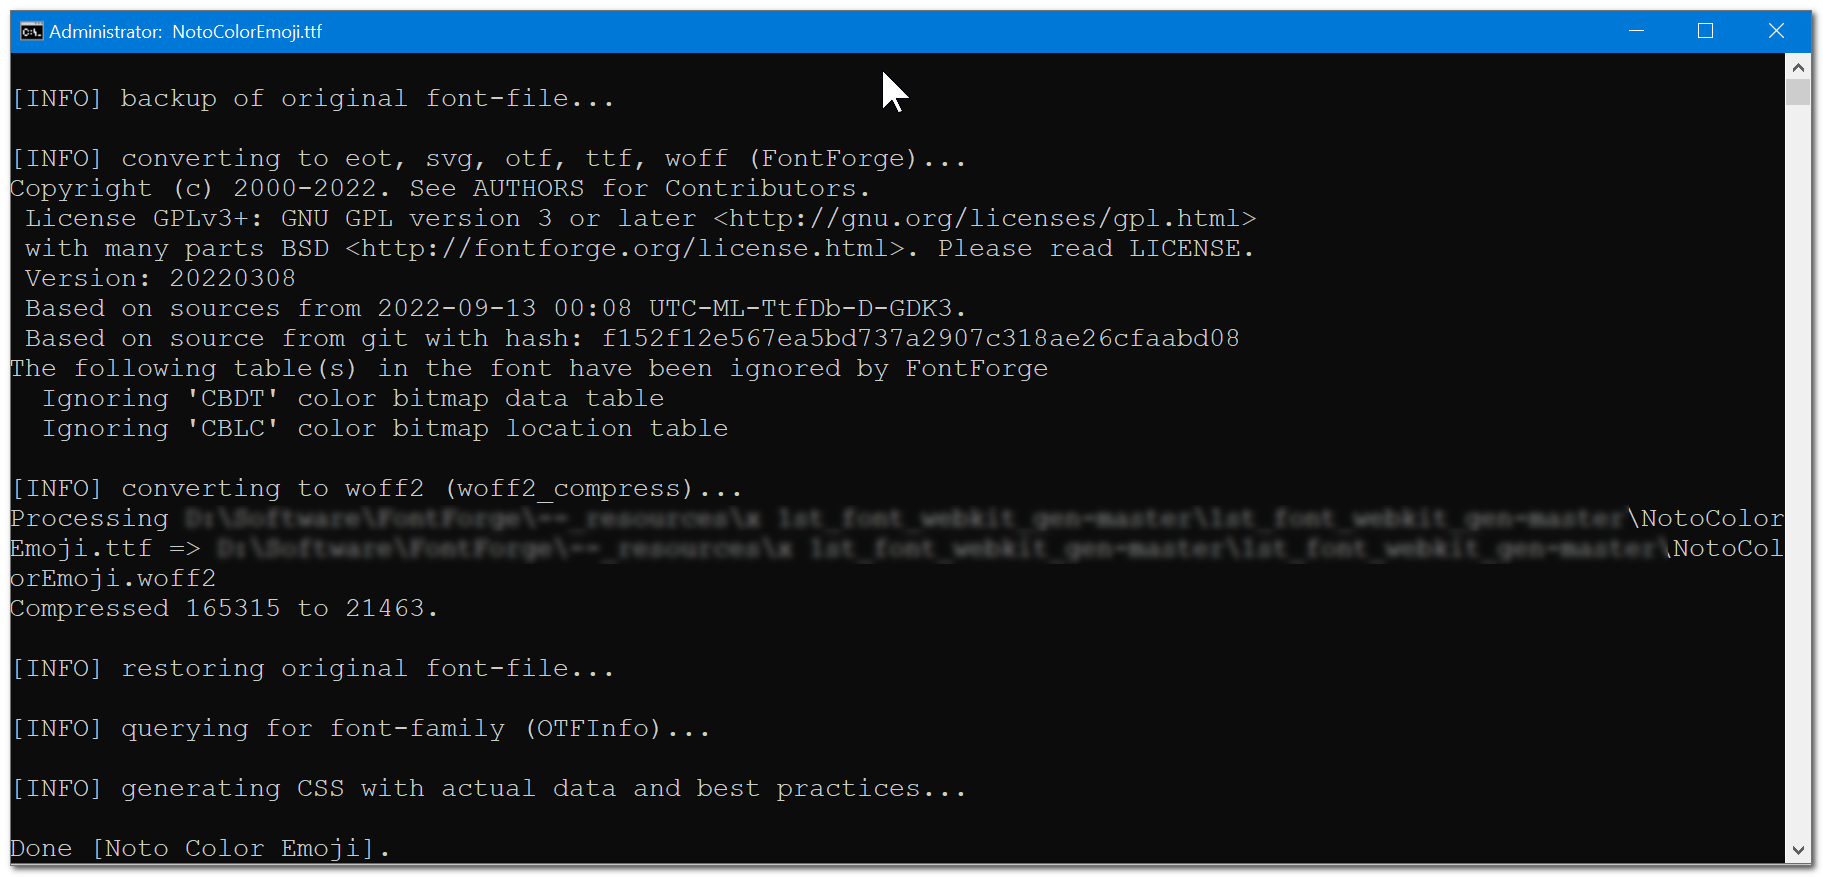 Administrator:  NotoColorEmoji.ttf
[INFO] backup of original font-file...
[INFO] converting to eot, svg, otf, ttf, woff (FontForge)...
Copyright (c) 2000-2022. See AUTHORS for Contributors.
 License GPLv3+: GNU GPL version 3 or later <http://gnu.org/licenses/gpl.html>
 with many parts BSD <http://fontforge.org/license.html>. Please read LICENSE.
 Version: 20220308
 Based on sources from 2022-09-13 00:08 UTC-ML-TtfDb-D-GDK3.
 Based on source from git with hash: f152f12e567ea5bd737a2907c318ae26cfaabd08
The following table(s) in the font have been ignored by FontForge
  Ignoring 'CBDT' color bitmap data table
  Ignoring 'CBLC' color bitmap location table
[INFO] converting to woff2 (woff2_compress)...
Processing \NotoColor
Emoji.ttf => \NotoCol
orEmoji.woff2
Compressed 165315 to 21463.
[INFO] restoring original font-file...
[INFO] querying for font-family (OTFInfo)...
[INFO] generating CSS with actual data and best practices...
Done [Noto Color Emoji].